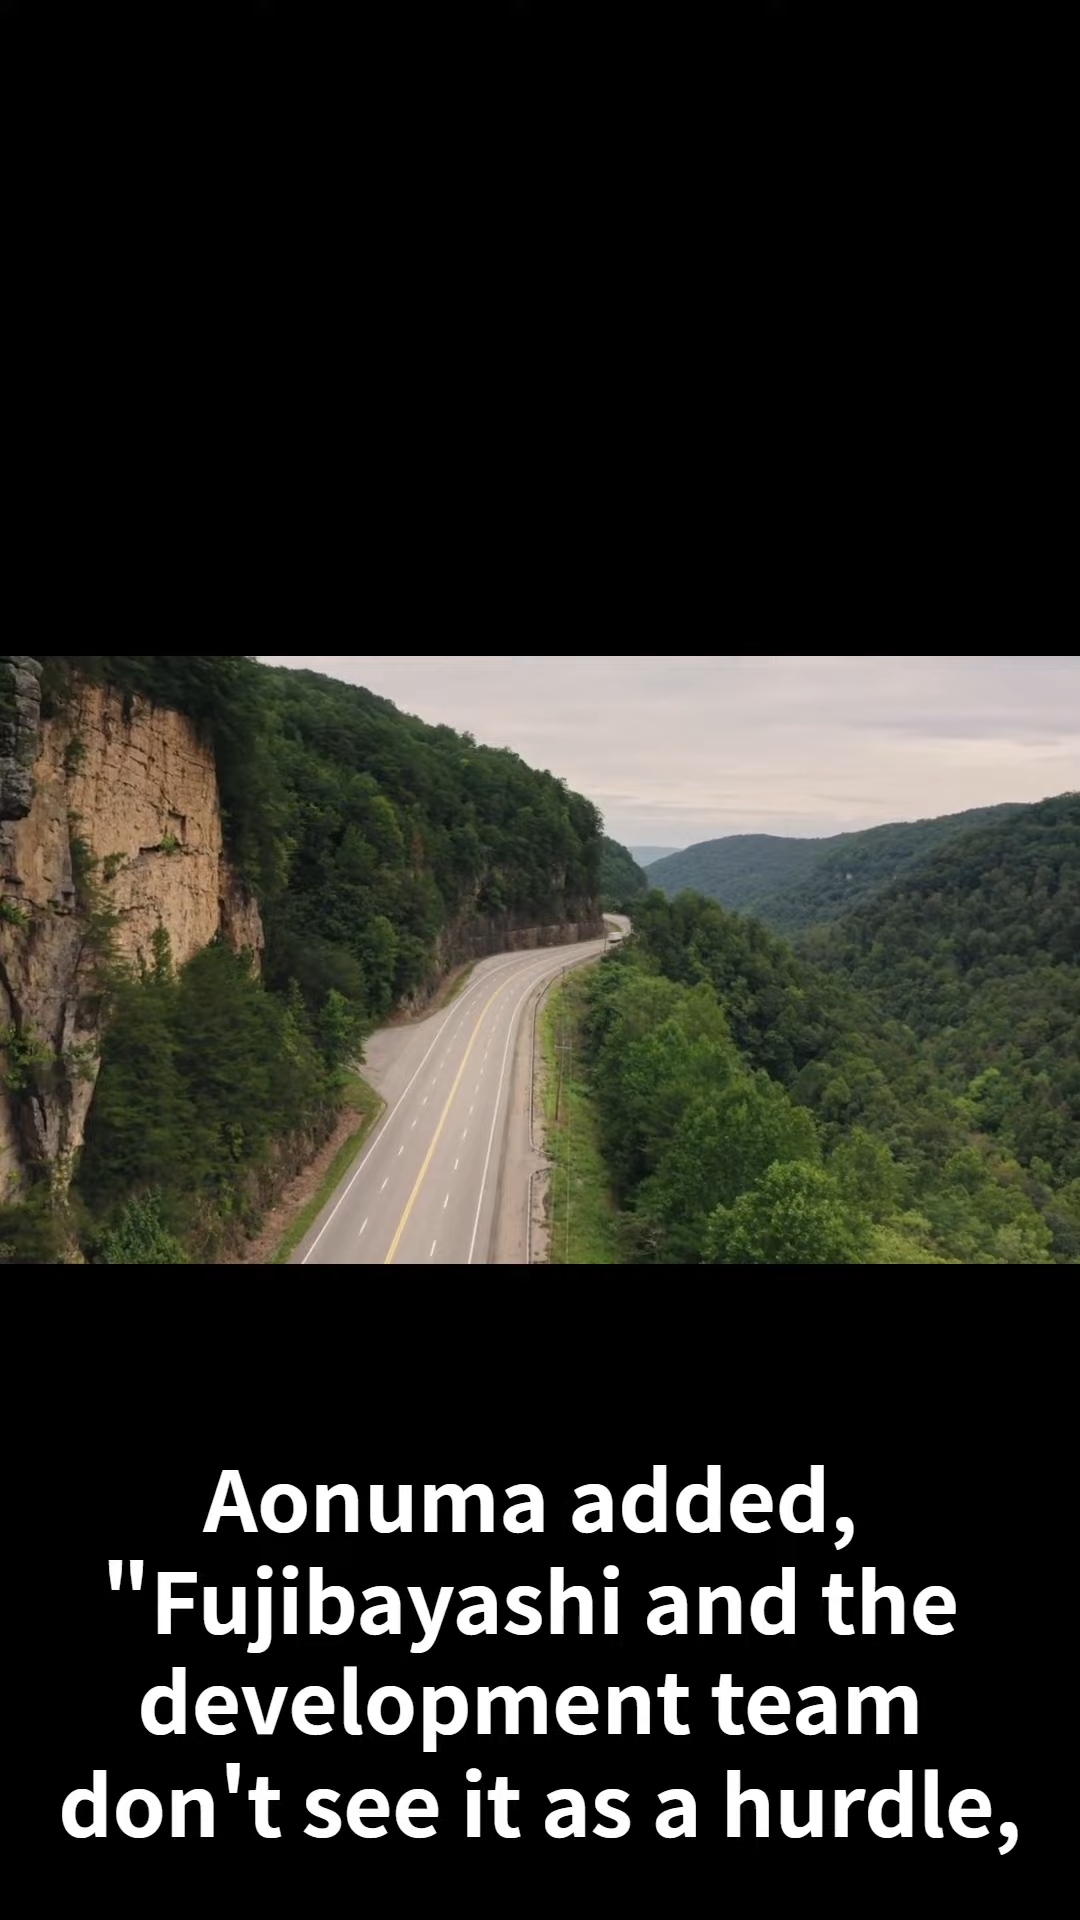 Aonuma added,
"Fujibayashi and the
development team
don't see it as a hurdle,